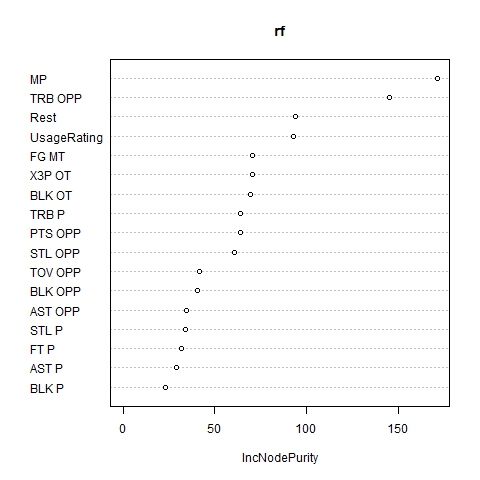 rf
MP
TRB OPP
Rest
UsageRating
FG MT
X3P OT
BLK OT
TRB P
PTS OPP
STL OPP
TOV OPP
BLK OPP
AST OPP
STL P
FT P
AST P
BLK P
0 50 100 150
IncNodePurity